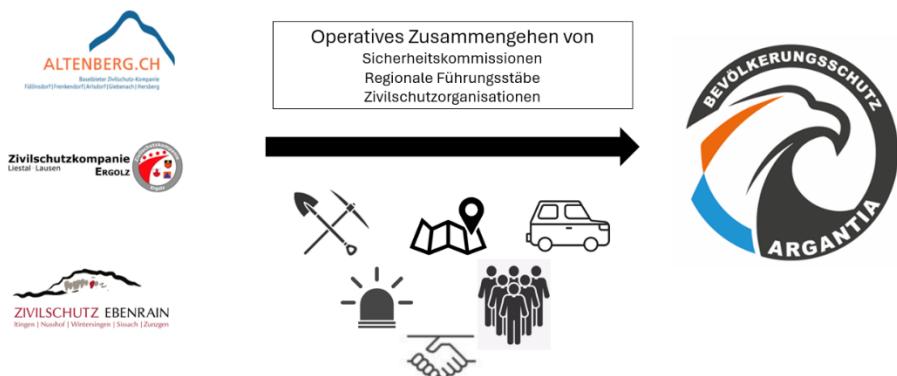 ALTENBERG.CH
Baselbieter Zivilschutz-Kompanie
Füllinsdorf | Frenkendorf | Arisdorf | Giebenach | Hersberg
Zivilschutzkompanie
Liestal · Lausen
ERGOLZ
Ergolz
ZIVILSCHUTZ EBENRAIN
Itingen | Nusshof | Wintersingen | Sissach | Zunzgen
Operatives Zusammengehen von
Sicherheitskommissionen
Regionale Führungsstäbe
Zivilschutzorganisationen
BEVÖLKERUNGSSCHUTZ
ARGANTIA